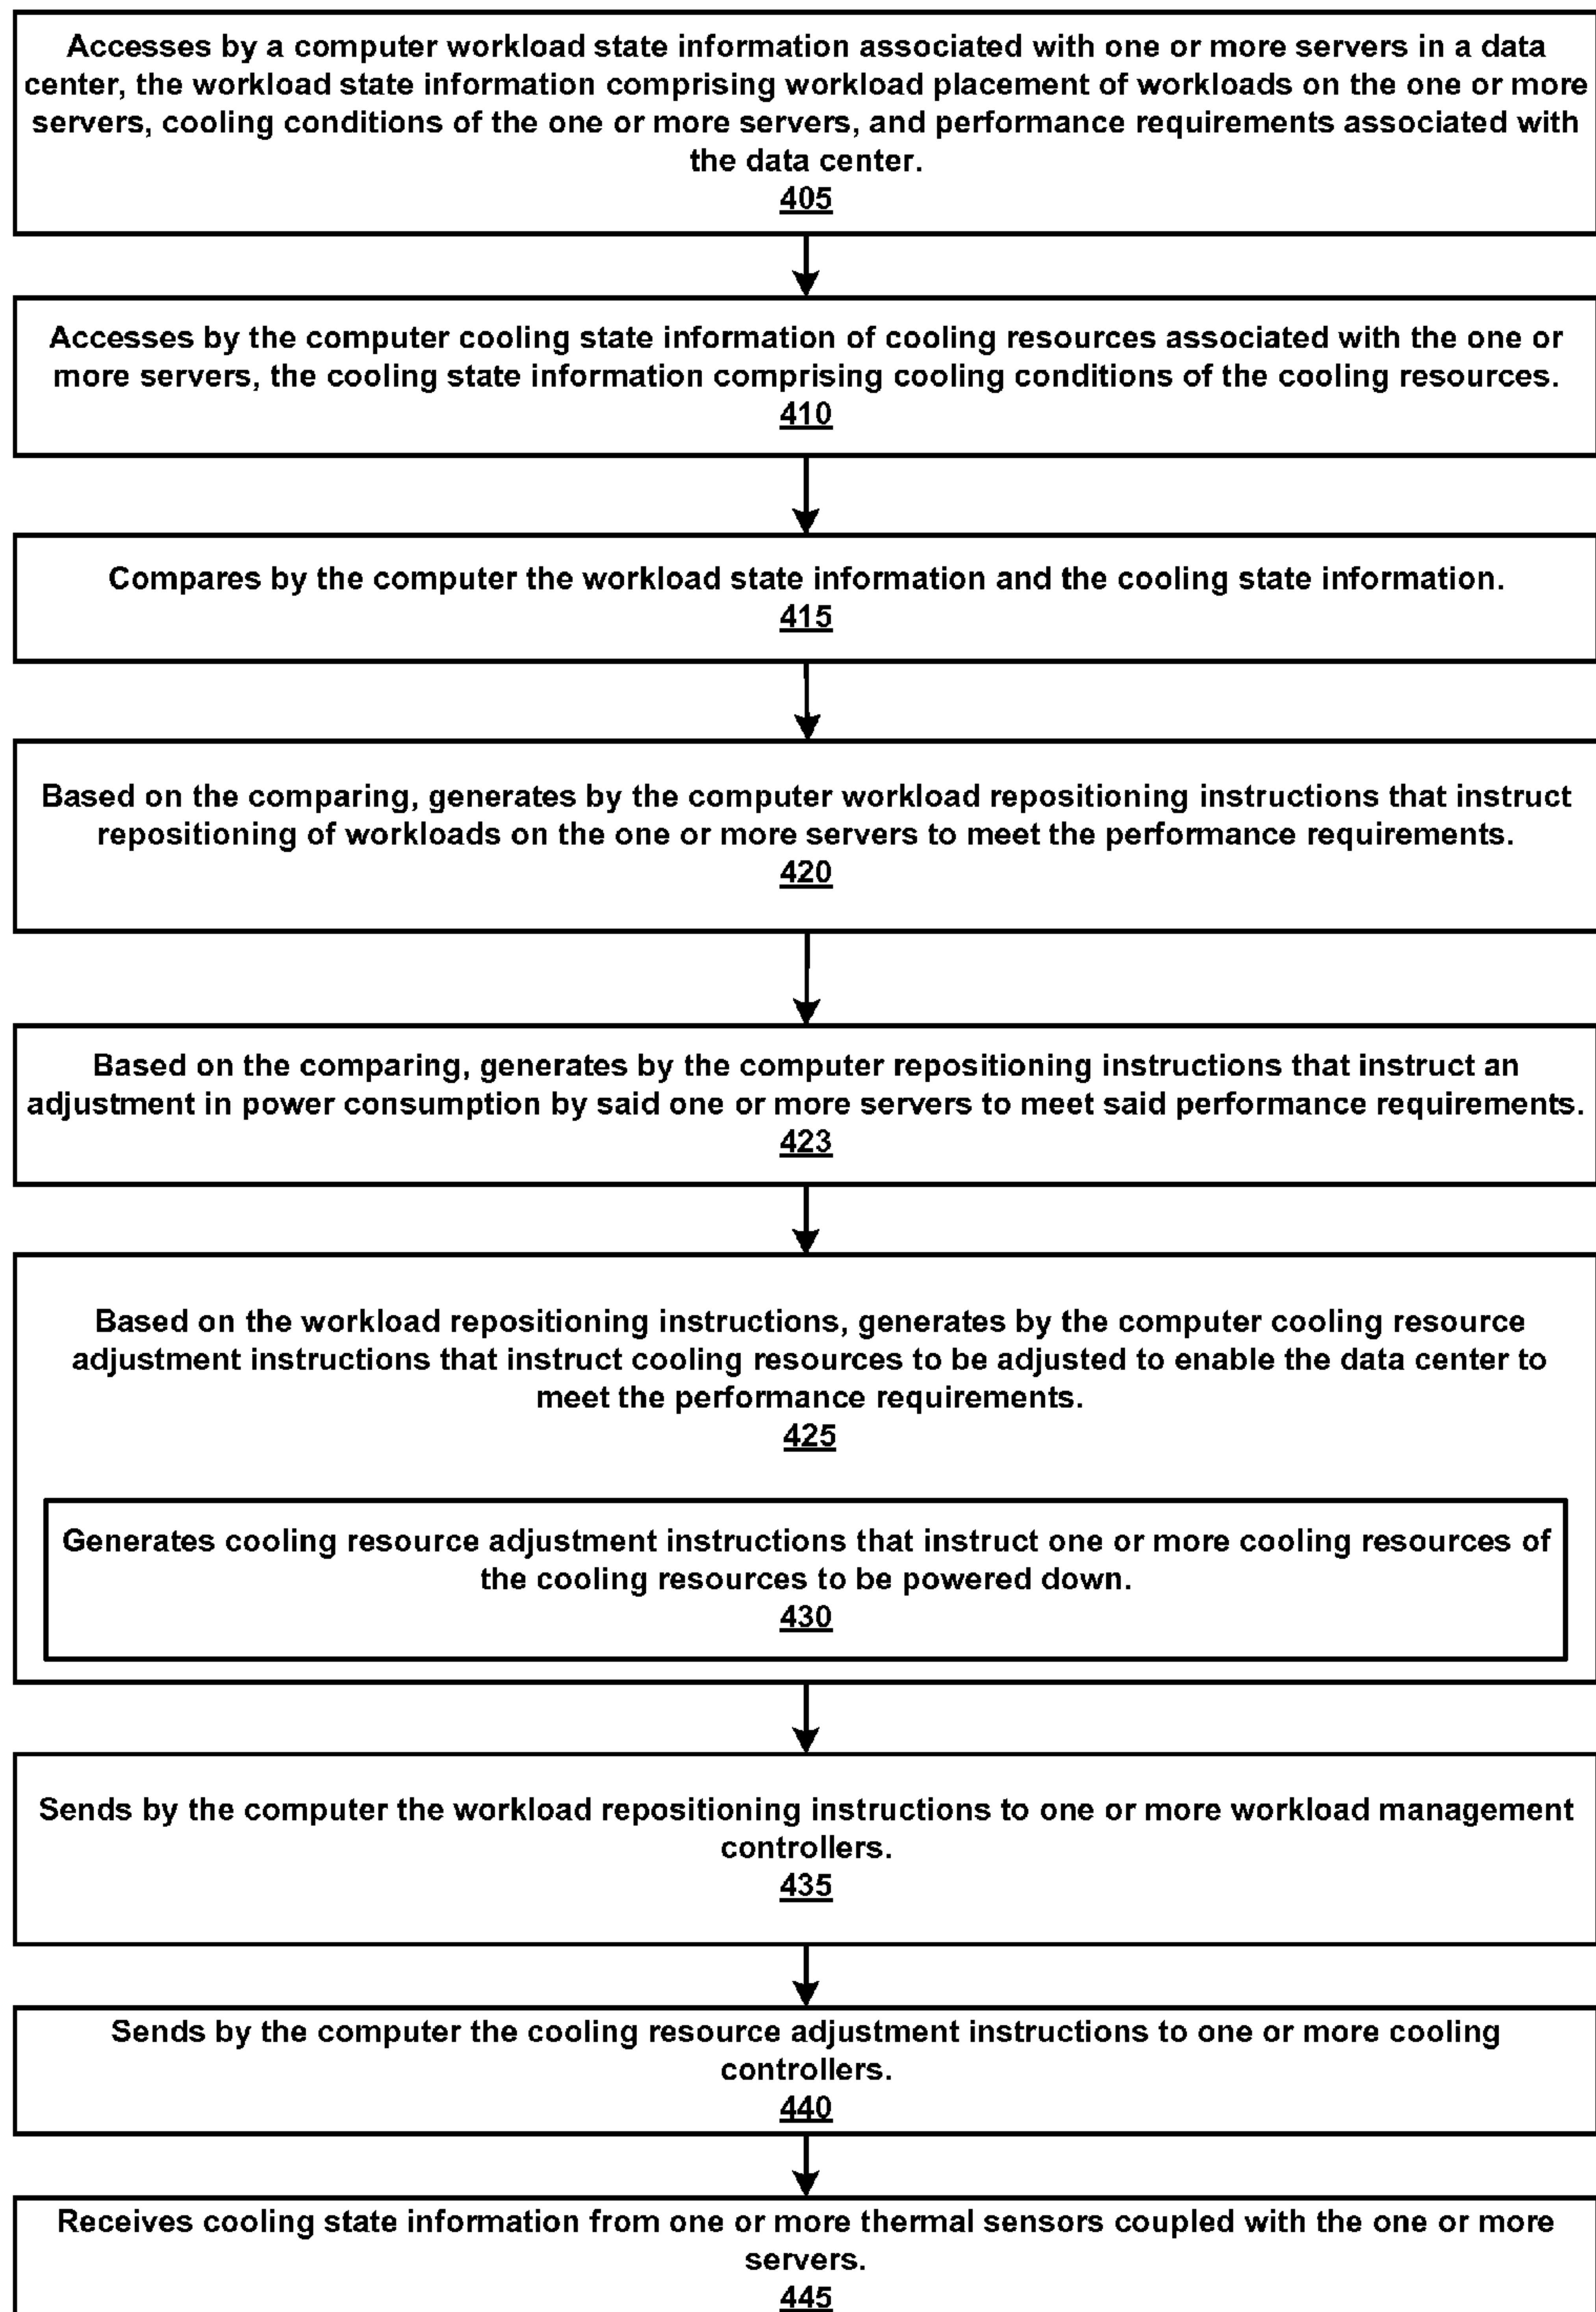 Accesses by a computer workload state information associated with one or more servers in a data
center, the workload state information comprising workload placement of workloads on the one or more
servers, cooling conditions of the one or more servers, and performance requirements associated with
the data center.
405
Accesses by the computer cooling state information of cooling resources associated with the one or
more servers, the cooling state information comprising cooling conditions of the cooling resources.
410
Compares by the computer the workload state information and the cooling state information.
415
Based on the comparing, generates by the computer workload repositioning instructions that instruct
repositioning of workloads on the one or more servers to meet the performance requirements.
420
Based on the comparing, generates by the computer repositioning instructions that instruct an
adjustment in power consumption by said one or more servers to meet said performance requirements.
423
Based on the workload repositioning instructions, generates by the computer cooling resource
adjustment instructions that instruct cooling resources to be adjusted to enable the data center to
meet the performance requirements.
425
Generates cooling resource adjustment instructions that instruct one or more cooling resources of
the cooling resources to be powered down.
430
Sends by the computer the workload repositioning instructions to one or more workload management
controllers.
435
Sends by the computer the cooling resource adjustment instructions to one or more cooling
controllers.
440
Receives cooling state information from one or more thermal sensors coupled with the one or more
servers.
445